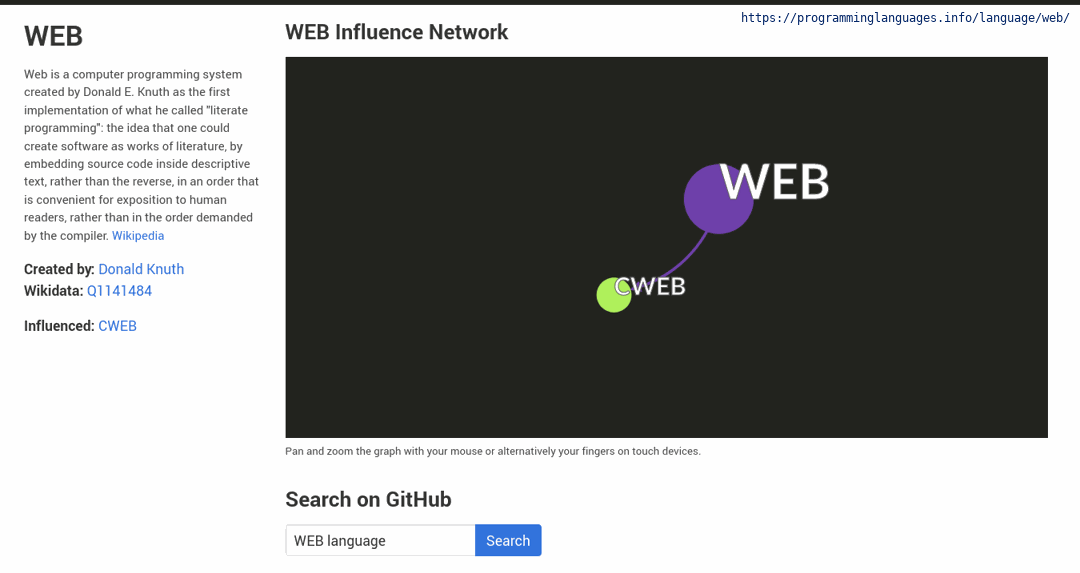 https://programminglanguages.info/language/web/
WEB
Web is a computer programming system
created by Donald E. Knuth as the first
implementation of what he called "literate
programming": the idea that one could
create software as works of literature, by
embedding source code inside descriptive
text, rather than the reverse, in an order that
is convenient for exposition to human
readers, rather than in the order demanded
by the compiler. Wikipedia
Created by: Donald Knuth
Wikidata: Q1141484
Influenced: CWEB
WEB Influence Network
WEB
CWEB
Pan and zoom the graph with your mouse or alternatively your fingers on touch devices.
Search on GitHub
WEB language
Search